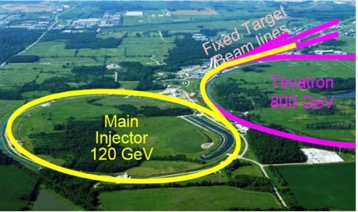 Fixed Target
Beam lines
Tevatron
800 GeV
Main
Injector
120 GeV